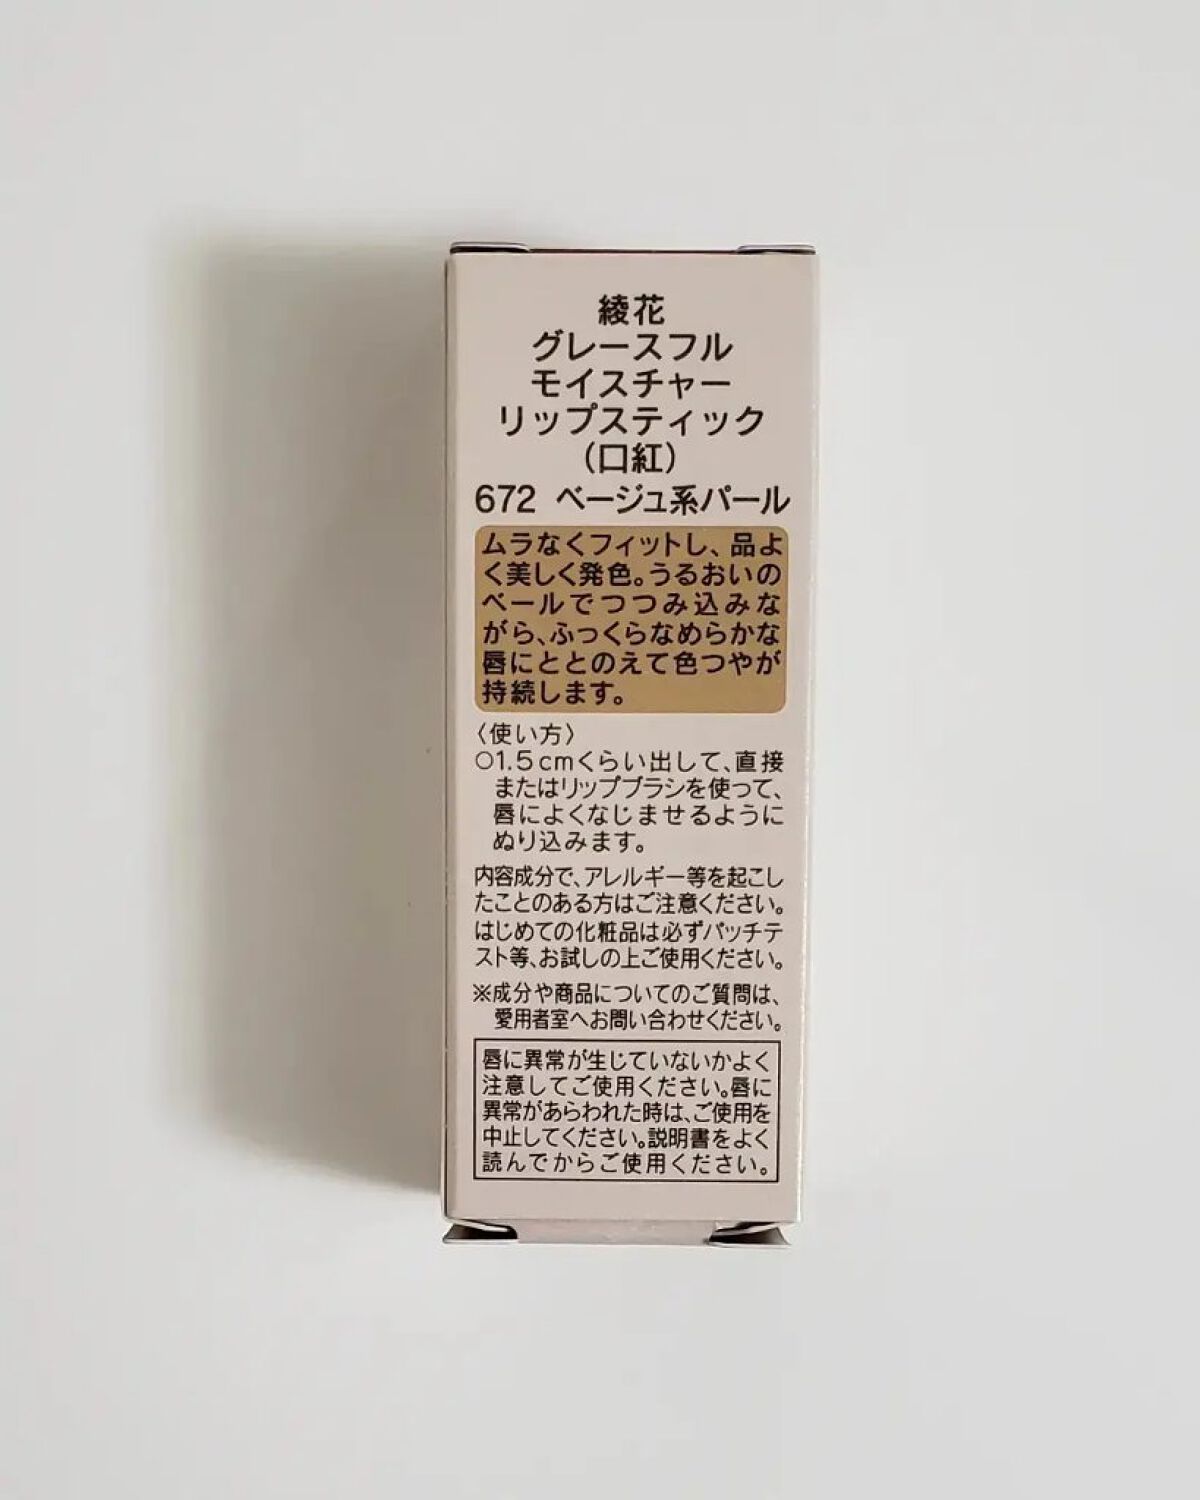 綾花
グレースフル
モイスチャー
リップスティック
(口紅)
672 ベージュ系パール
ムラなくフィットし、品よ
く美しく発色。うるおいの
ベールでつつみ込みな
がら、ふっくらなめらかな
唇にととのえて色つやが
持続します。
〈使い方〉
○1.5cmくらい出して、直接
またはリップブラシを使って、
唇によくなじませるように
ぬり込みます。
内容成分で、アレルギー等を起こし
たことのある方はご注意ください。
はじめての化粧品は必ずパッチテ
スト等、お試しの上ご使用ください。
※成分や商品についてのご質問は、
愛用者室へお問い合わせください。
唇に異常が生じていないかよく
注意してご使用ください。唇に
異常があらわれた時は、ご使用を
中止してください。説明書をよく
読んでからご使用ください。